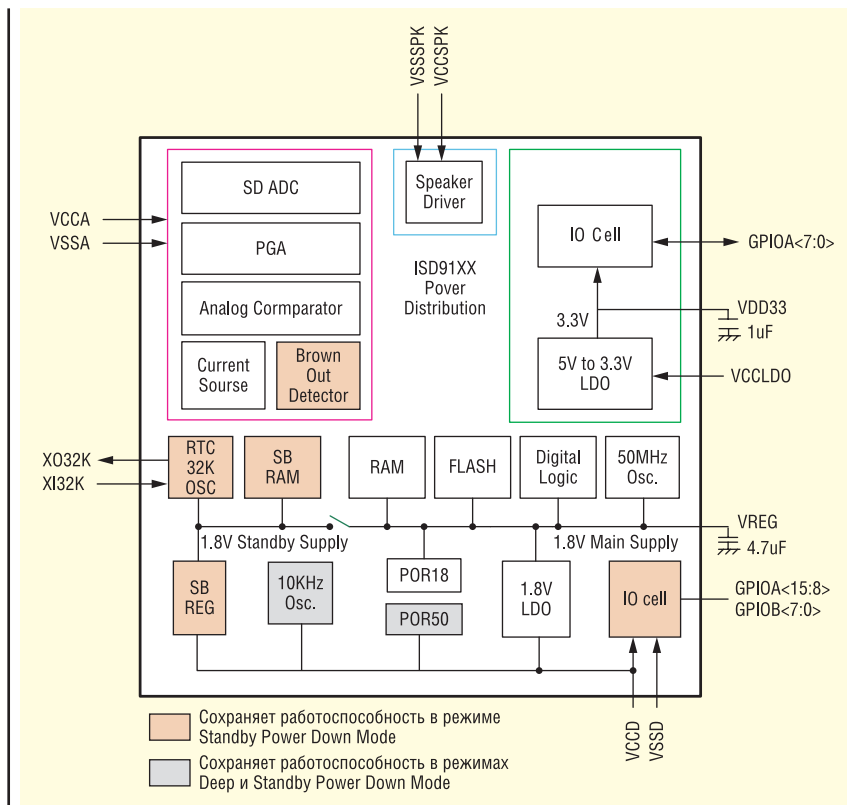 VSSSPK
VCCSPK
SD ADC
PGA
Analog Cormparator
Current
Sourse
Brown
Out
Detector
Speaker
Driver
ISD91XX
Pover
Distribution
IO Cell
3.3V
5V to 3.3V
LDO
VCCA
VSSA
GPIOA<7:0>
VDD33
1uF
VCCLDO
XO32K
XI32K
RTC
32K
OSC
SB
RAM
RAM
FLASH
Digital
Logic
50MHz
Osc.
VREG
4.7uF
1.8V Standby Supply
1.8V Main Supply
SB
REG
10KHz
Osc.
POR18
POR50
1.8V
LDO
IO cell
GPIOA<15:8>
GPIOB<7:0>
VCCD
VSSD
Сохраняет работоспособность в режиме
Standby Power Down Mode
Сохраняет работоспособность в режимах
Deep и Standby Power Down Mode